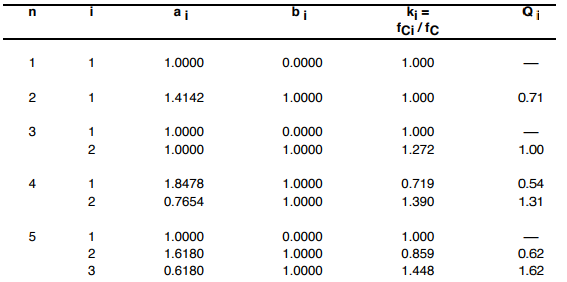 n i a i b i ki = Q i
fCi / fC
1 1 1.0000 0.0000 1.000 —
2 1 1.4142 1.0000 1.000 0.71
3 1 1.0000 0.0000 1.000 —
2 1.0000 1.0000 1.272 1.00
4 1 1.8478 1.0000 0.719 0.54
2 0.7654 1.0000 1.390 1.31
5 1 1.0000 0.0000 1.000 —
2 1.6180 1.0000 0.859 0.62
3 0.6180 1.0000 1.448 1.62